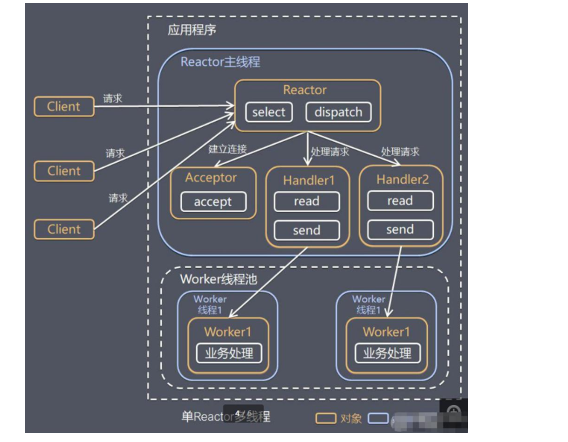 应用程序
Reactor主线程
Reactor
select
dispatch
Client
请求
Client
请求
Client
请求
建立连接
处理请求
处理请求
Acceptor
accept
Handler1
read
send
Handler2
read
send
Worker线程池
Worker
线程1
Worker1
业务处理
Worker
线程1
Worker1
业务处理
单Reactor多线程
对象